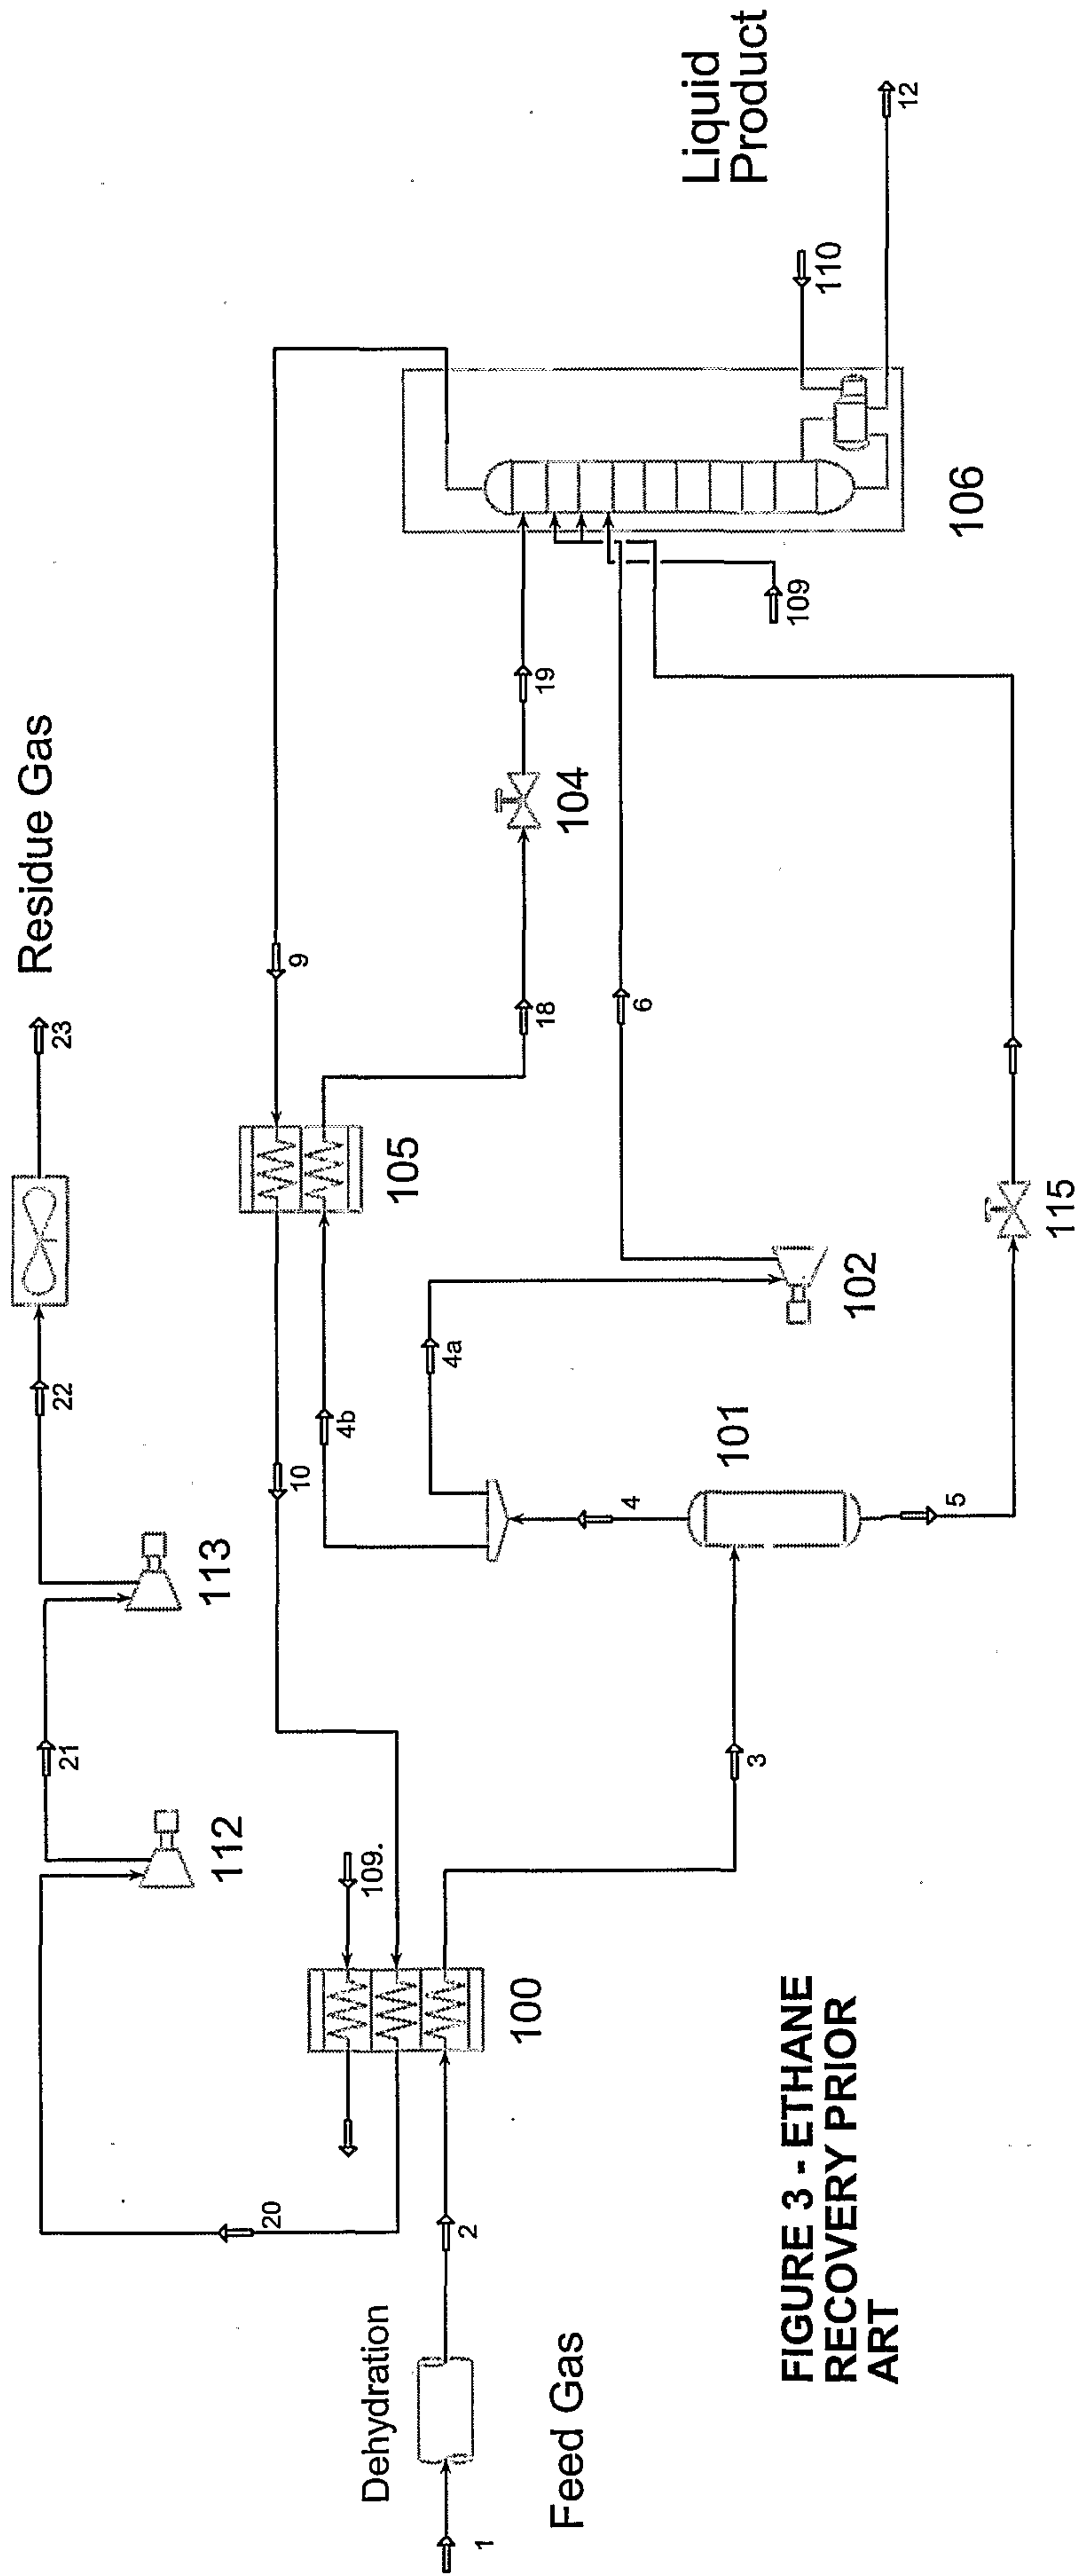 Residue Gas
23
22
113
21
112
9
105
10
4b
18
104
19
4a
102
6
101
4
5
3
115
106
109
110
Liquid
Product
12
109.
100
20
2
Dehydration
1
Feed Gas
FIGURE 3 - ETHANE
RECOVERY PRIOR
ART